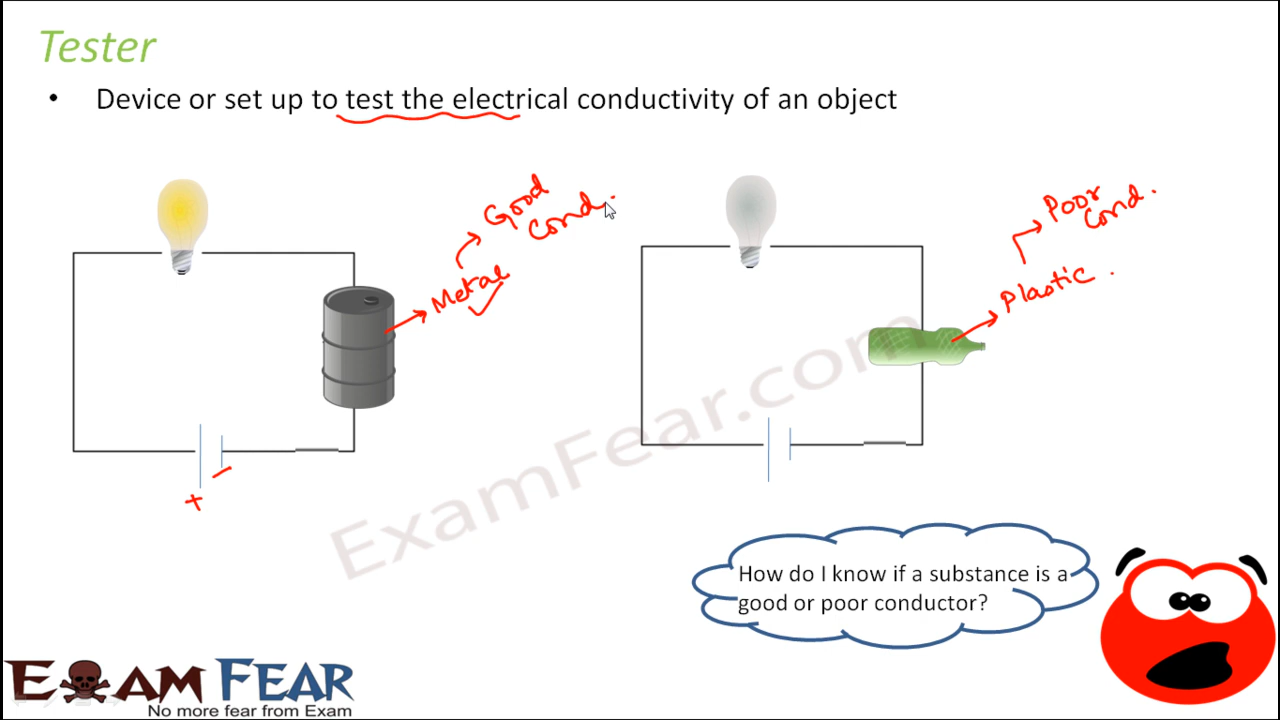 Tester
• Device or set up to test the electrical conductivity of an object
Good
Cond.
Metal
Poor
Cond.
Plastic.
+ −
ExamFear.com
How do I know if a substance is a
good or poor conductor?
EXAM FEAR
No more fear from Exam